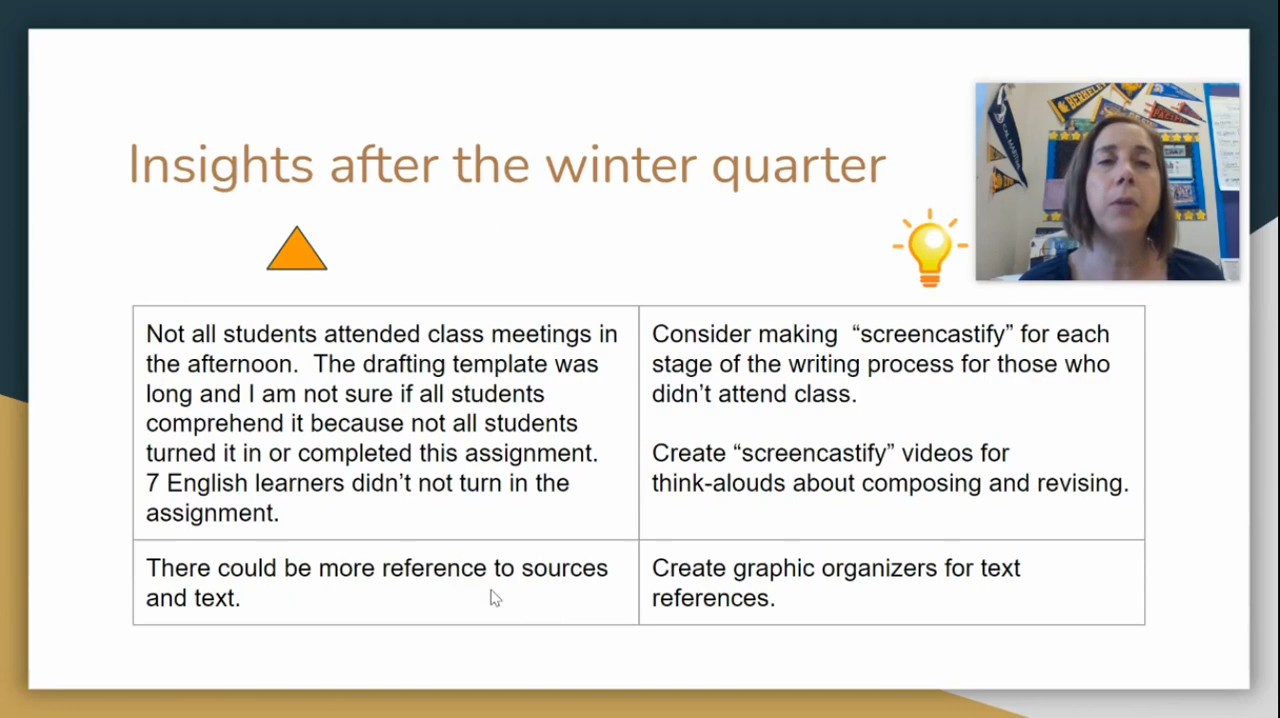 Insights after the winter quarter
BERKELEY
CAL MARITIME
PACIFIC
Not all students attended class meetings in
the afternoon.  The drafting template was
long and I am not sure if all students
comprehend it because not all students
turned it in or completed this assignment.
7 English learners didn’t not turn in the
assignment.
Consider making  “screencastify” for each
stage of the writing process for those who
didn’t attend class.
Create “screencastify” videos for
think-alouds about composing and revising.
There could be more reference to sources
and text.
Create graphic organizers for text
references.